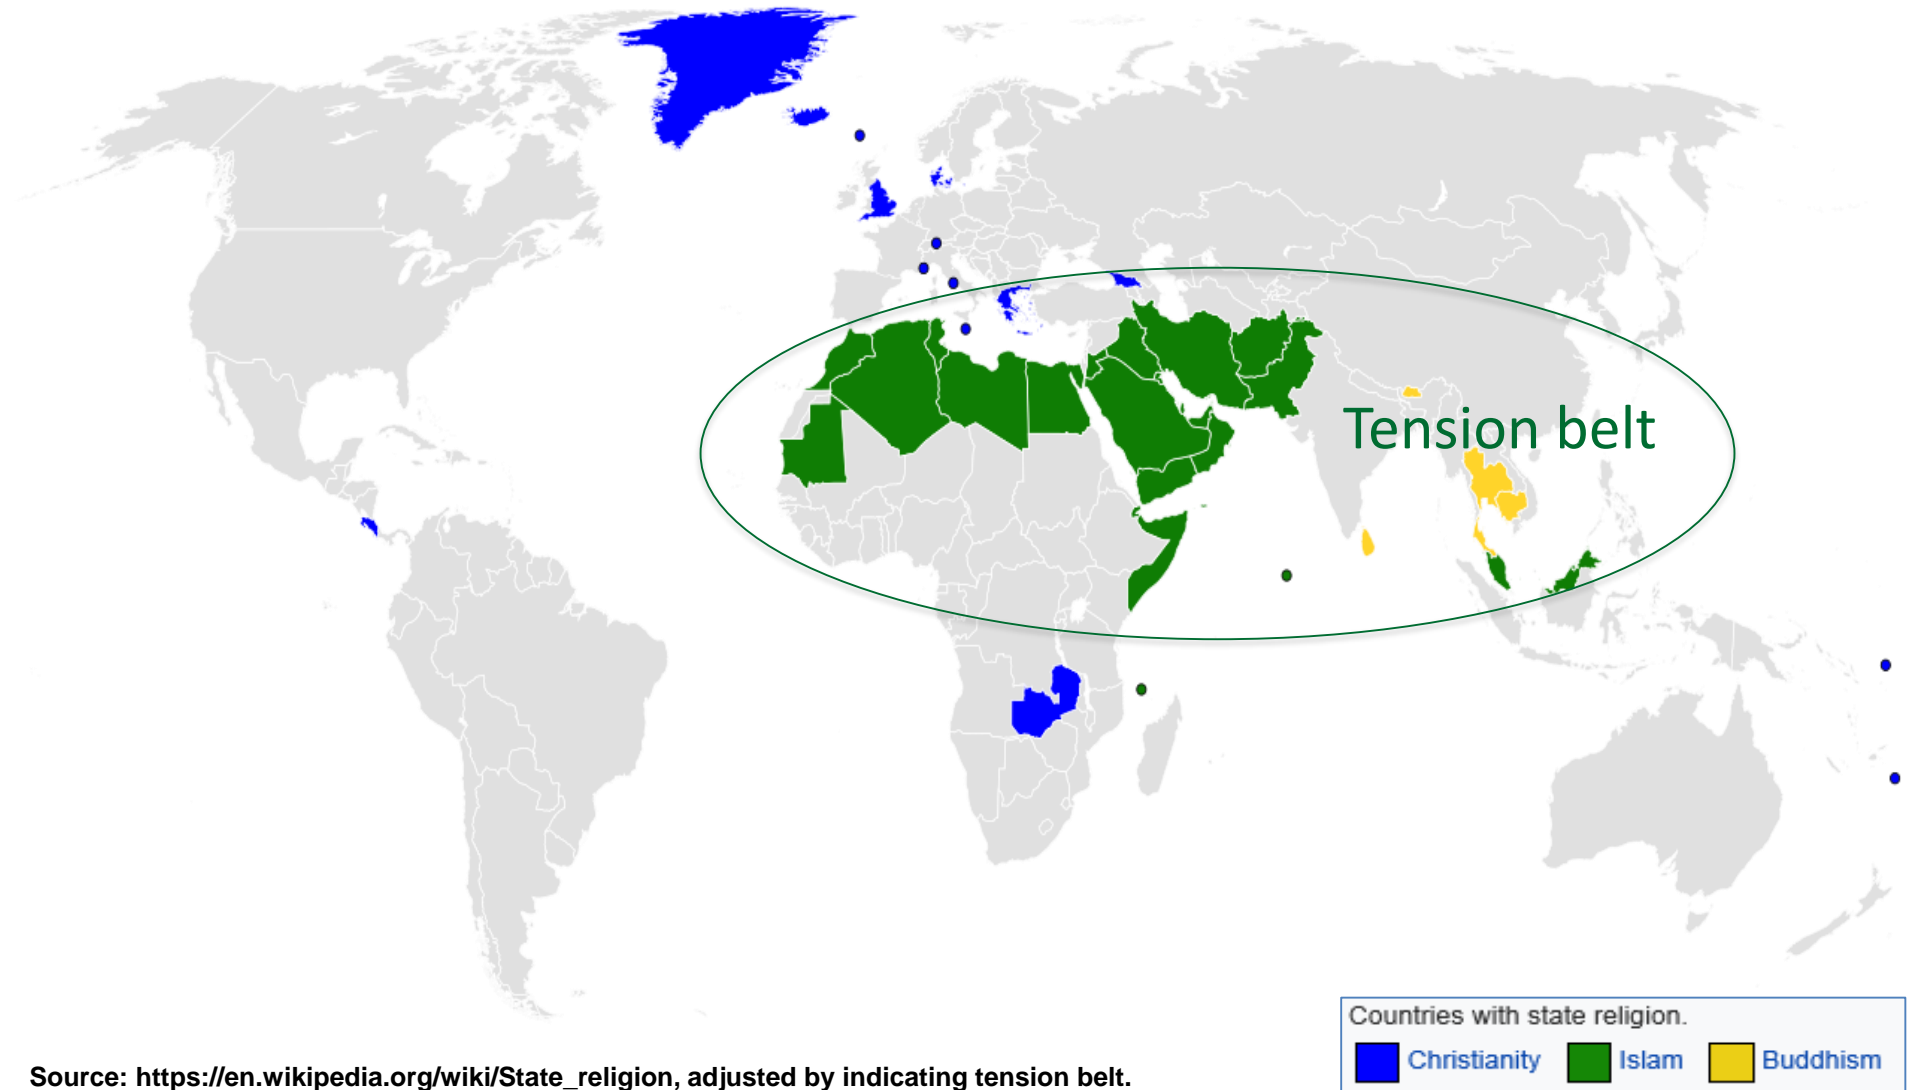 Tension belt
Countries with state religion.
Christianity Islam Buddhism
Source: https://en.wikipedia.org/wiki/State_religion, adjusted by indicating tension belt.